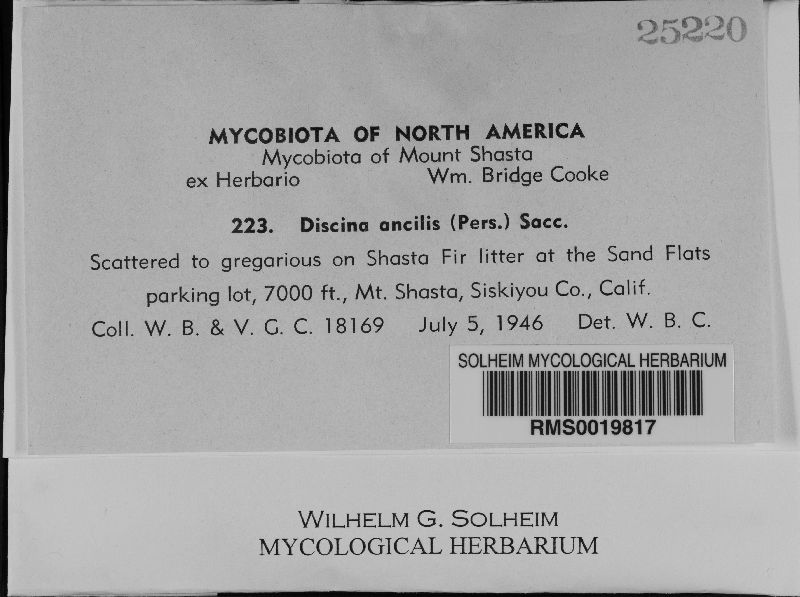 25220
MYCOBIOTA OF NORTH AMERICA
Mycobiota of Mount Shasta
ex Herbario Wm. Bridge Cooke
223. Discina ancilis (Pers.) Sacc.
Scattered to gregarious on Shasta Fir litter at the Sand Flats
parking lot, 7000 ft., Mt. Shasta, Siskiyou Co., Calif.
Coll. W. B. & V. G. C. 18169 July 5, 1946 Det. W. B. C.
SOLHEIM MYCOLOGICAL HERBARIUM
RMS0019817
WILHELM G. SOLHEIM
MYCOLOGICAL HERBARIUM